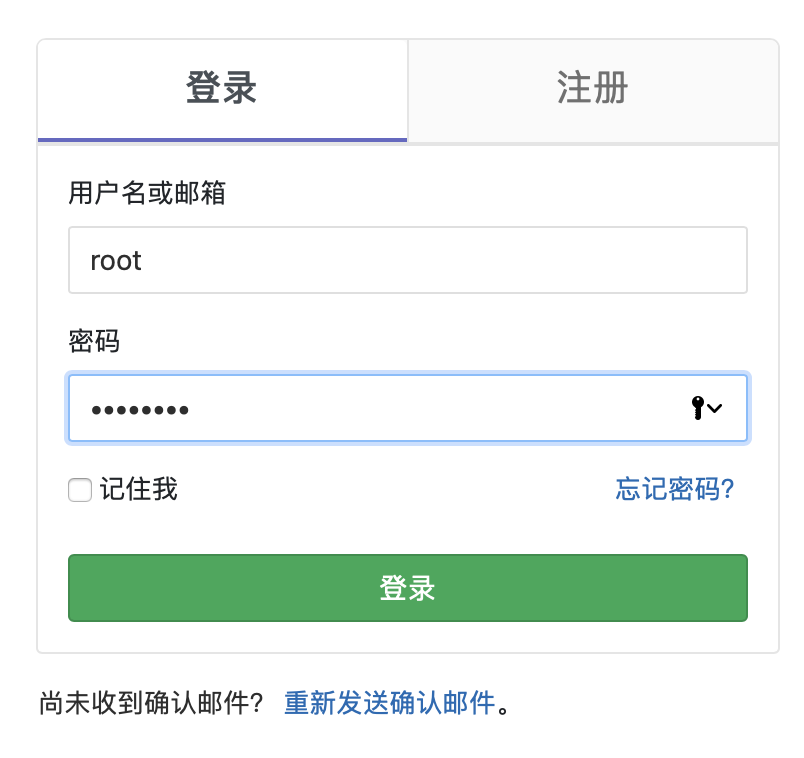 登录 注册
用户名或邮箱
root
密码
••••••••
记住我 忘记密码?
登录
尚未收到确认邮件? 重新发送确认邮件。